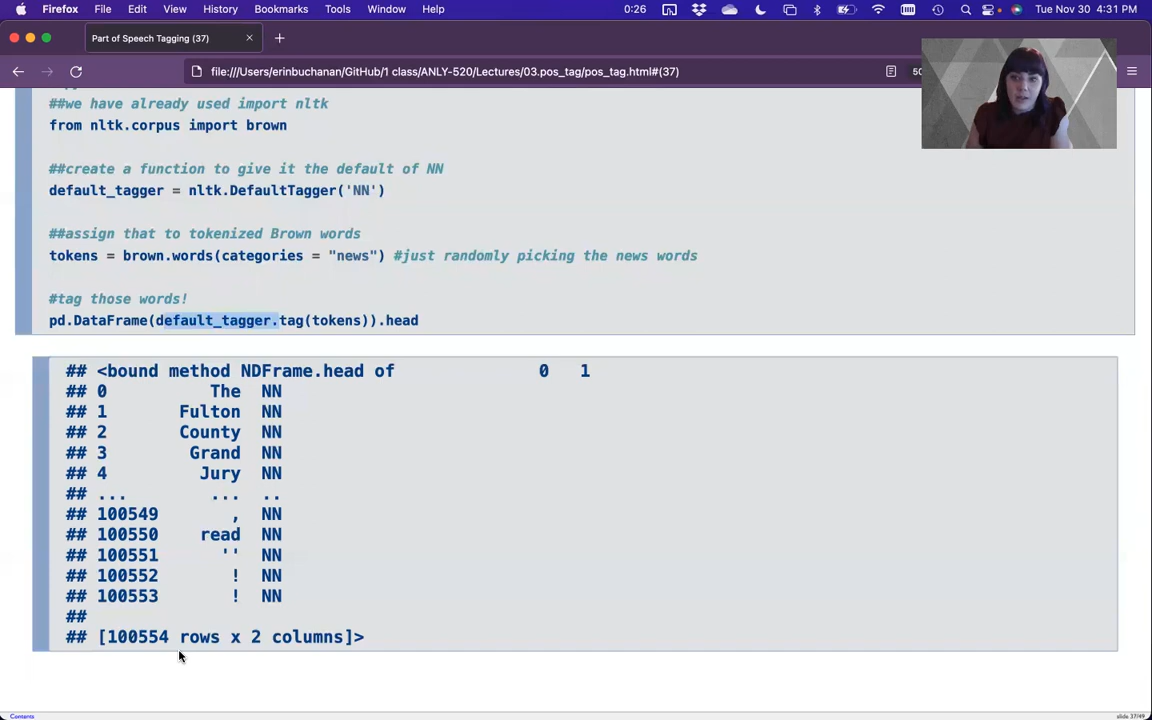 Firefox File Edit View History Bookmarks Tools Window Help 0:26 Tue Nov 30 4:31 PM
Part of Speech Tagging (37)
file:///Users/erinbuchanan/GitHub/1 class/ANLY-520/Lectures/03.pos_tag/pos_tag.html#(37) 50
##we have already used import nltk
from nltk.corpus import brown
##create a function to give it the default of NN
default_tagger = nltk.DefaultTagger('NN')
##assign that to tokenized Brown words
tokens = brown.words(categories = "news") #just randomly picking the news words
#tag those words!
pd.DataFrame(default_tagger.tag(tokens)).head
## <bound method NDFrame.head of 0 1
## 0 The NN
## 1 Fulton NN
## 2 County NN
## 3 Grand NN
## 4 Jury NN
## ... ... ..
## 100549 , NN
## 100550 read NN
## 100551 '' NN
## 100552 ! NN
## 100553 ! NN
##
## [100554 rows x 2 columns]>
Contents slide 37/49